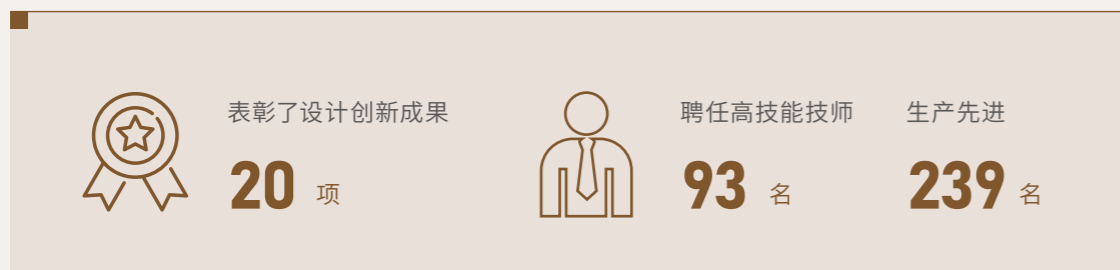 表彰了设计创新成果
20 项
聘任高技能技师
93 名
生产先进
239 名